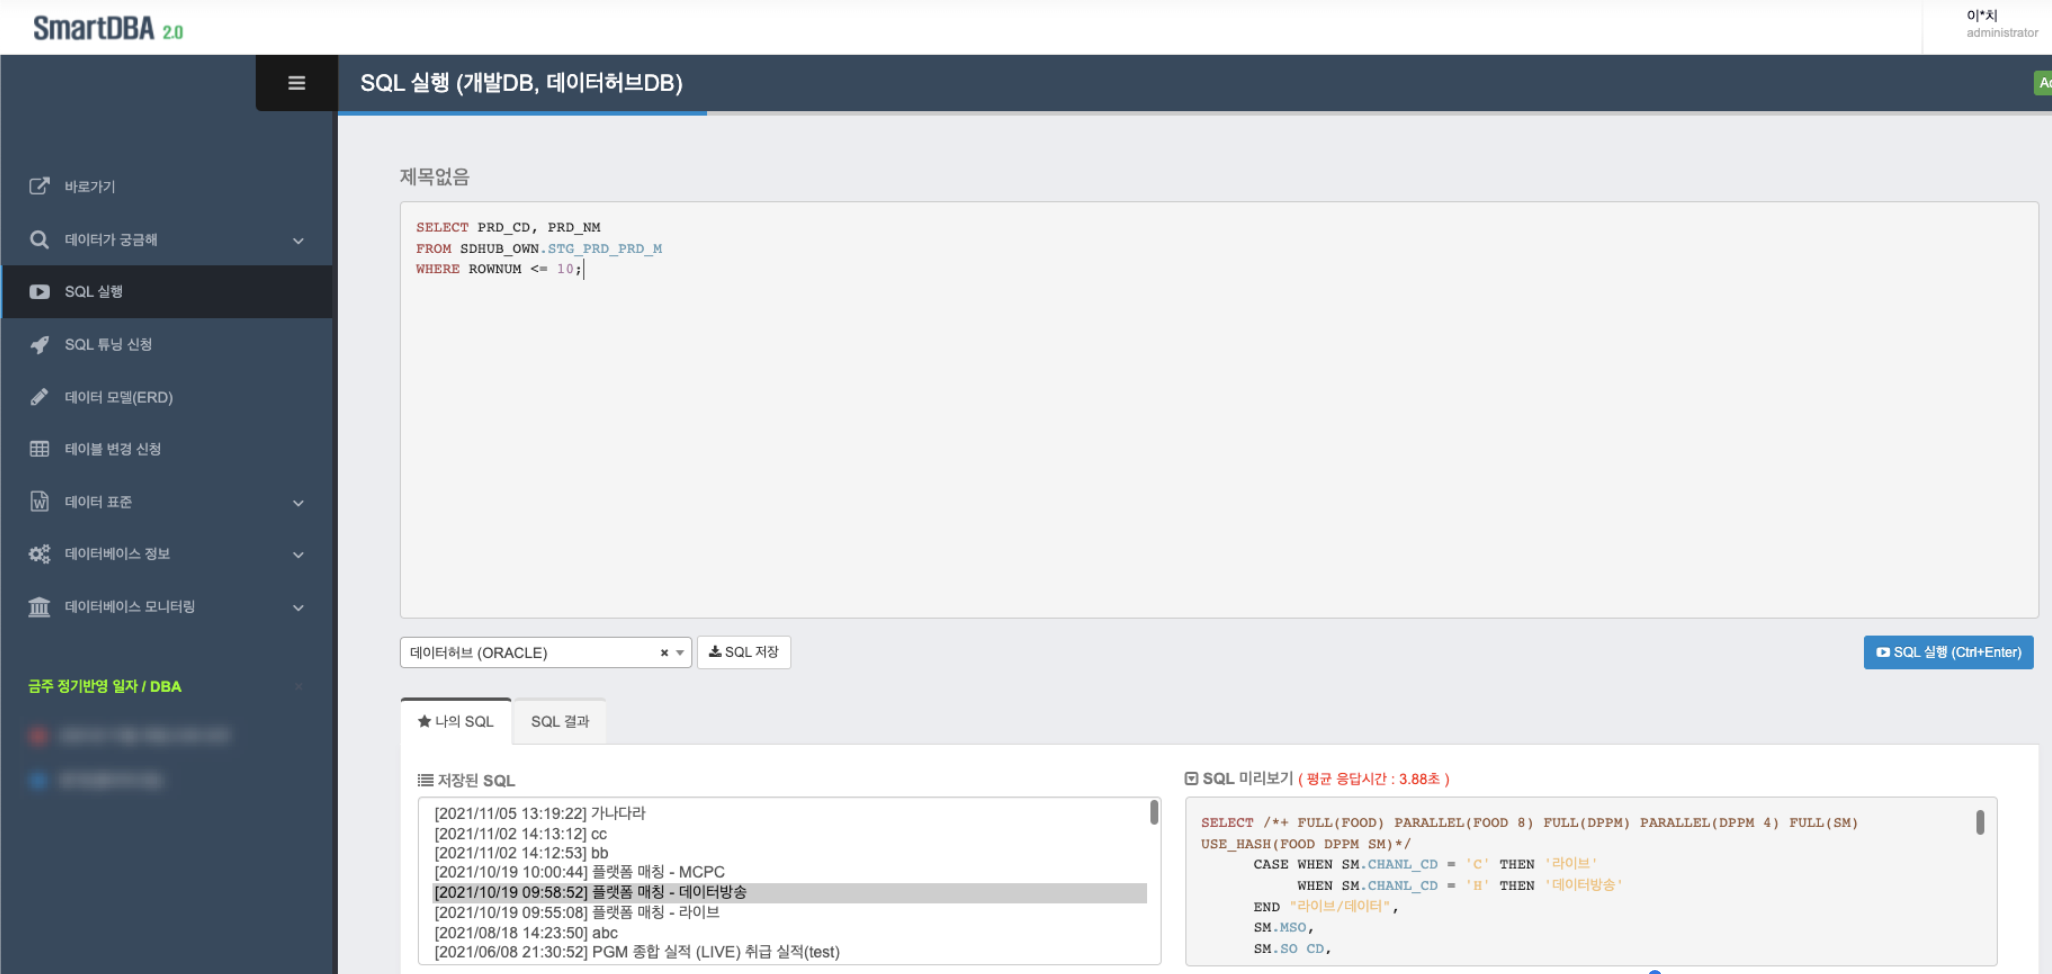 SmartDBA 2.0
이*치
administrator
SQL 실행 (개발DB, 데이터허브DB)
바로가기
데이터가 궁금해
SQL 실행
SQL 튜닝 신청
데이터 모델(ERD)
테이블 변경 신청
데이터 표준
데이터베이스 정보
데이터베이스 모니터링
금주 정기반영 일자 / DBA
제목없음
SELECT PRD_CD, PRD_NM
FROM SDHUB_OWN.STG_PRD_PRD_M
WHERE ROWNUM <= 10;
데이터허브 (ORACLE)
SQL 저장
SQL 실행 (Ctrl+Enter)
나의 SQL
SQL 결과
저장된 SQL
[2021/11/05 13:19:22] 가나다라
[2021/11/02 14:13:12] cc
[2021/11/02 14:12:53] bb
[2021/10/19 10:00:44] 플랫폼 매칭 - MCPC
[2021/10/19 09:58:52] 플랫폼 매칭 - 데이터방송
[2021/10/19 09:55:08] 플랫폼 매칭 - 라이브
[2021/08/18 14:23:50] abc
[2021/06/08 21:30:52] PGM 종합 실적 (LIVE) 취급 실적(test)
SQL 미리보기 ( 평균 응답시간 : 3.88초 )
SELECT /*+ FULL(FOOD) PARALLEL(FOOD 8) FULL(DPPM) PARALLEL(DPPM 4) FULL(SM)
USE_HASH(FOOD DPPM SM)*/
CASE WHEN SM.CHANL_CD = 'C' THEN '라이브'
WHEN SM.CHANL_CD = 'H' THEN '데이터방송'
END "라이브/데이터",
SM.MSO,
SM.SO_CD,